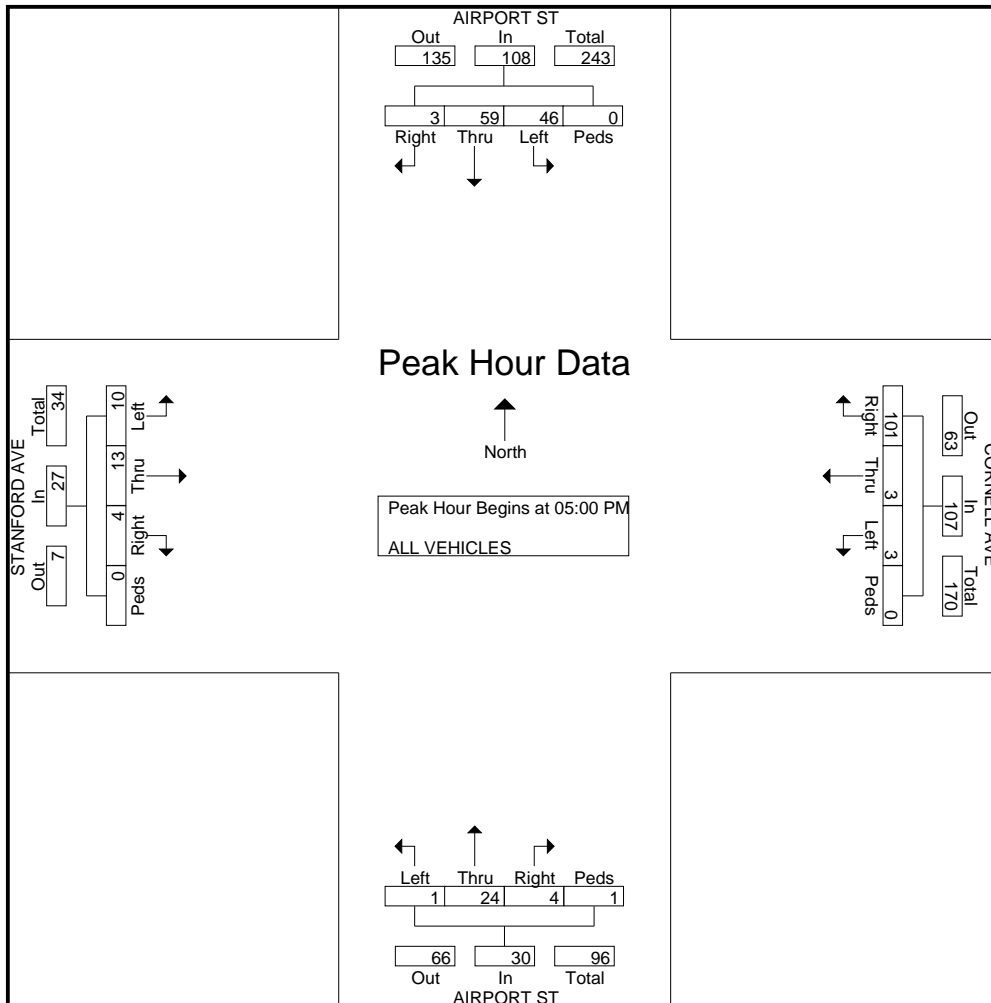 AIRPORT ST
Out In Total
135 108 243
3 59 46 0
Right Thru Left Peds
Peak Hour Data
North
Peak Hour Begins at 05:00 PM
ALL VEHICLES
STANFORD AVE
Out In Total
7 27 34
0 4 13 10
Peds Right Thru Left
CORNELL AVE
Out In Total
63 107 170
101 3 3 0
Right Thru Left Peds
Left Thru Right Peds
1 24 4 1
66 30 96
Out In Total
AIRPORT ST